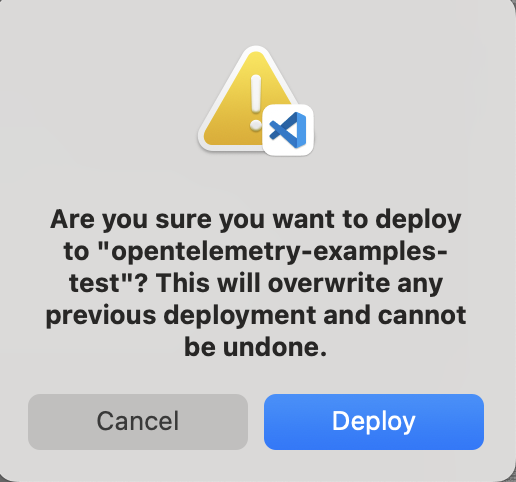 Are you sure you want to deploy
to "opentelemetry-examples-
test"? This will overwrite any
previous deployment and cannot
be undone.
Cancel
Deploy